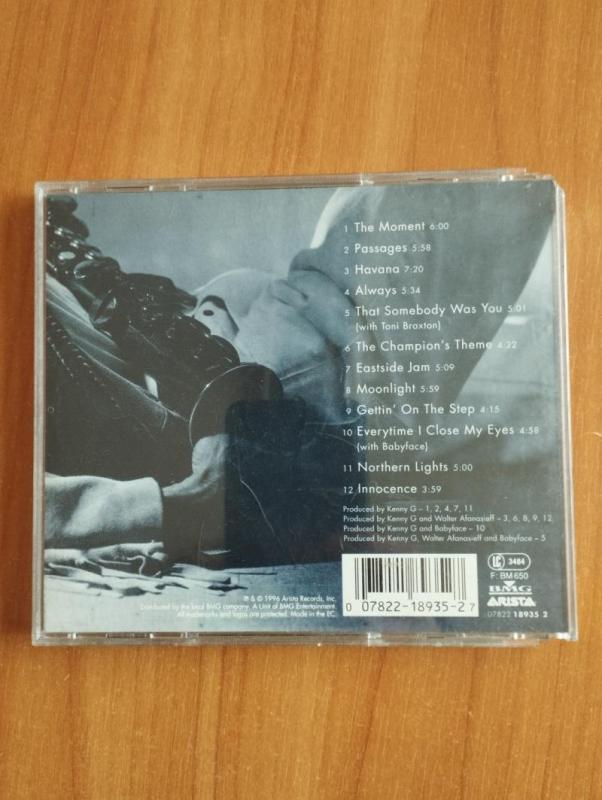 1 The Moment 6:00
2 Passages 5:58
3 Havana 7:20
4 Always 5:34
5 That Somebody Was You 5:01
(with Toni Braxton)
6 The Champion's Theme 4:22
7 Eastside Jam 5:09
8 Moonlight 5:59
9 Gettin' On The Step 4:15
10 Everytime I Close My Eyes 4:58
(with Babyface)
11 Northern Lights 5:00
12 Innocence 3:59
Produced by Kenny G – 1, 2, 4, 7, 11
Produced by Kenny G and Walter Afanasieff – 3, 6, 8, 9, 12
Produced by Kenny G and Babyface – 10
Produced by Kenny G, Walter Afanasieff and Babyface – 5
℗ & © 1996 Arista Records, Inc.
Distributed by the local BMG company. A Unit of BMG Entertainment.
All trademarks and logos are protected. Made in the EC.
0 07822-18935-2 7
LC 3484
F: BM 650
BMG
ARISTA
07822 18935 2